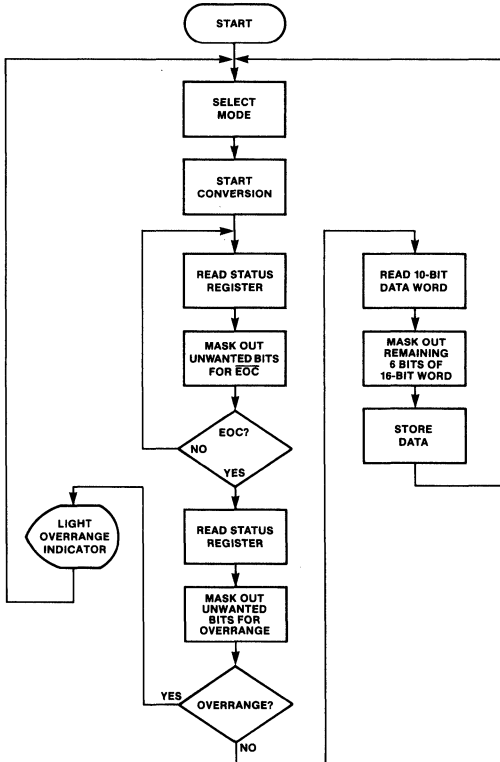 START
SELECT
MODE
START
CONVERSION
READ STATUS
REGISTER
MASK OUT
UNWANTED BITS
FOR E̅O̅C̅
EOC?
NO
YES
READ STATUS
REGISTER
MASK OUT
UNWANTED
BITS FOR
OVERRANGE
OVERRANGE?
YES
NO
LIGHT
OVERRANGE
INDICATOR
READ 10-BIT
DATA WORD
MASK OUT
REMAINING
6 BITS OF
16-BIT WORD
STORE
DATA